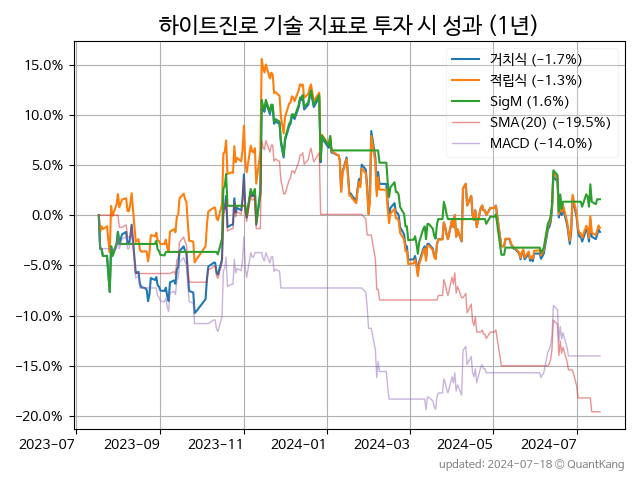 하이트진로 기술 지표로 투자 시 성과 (1년)
거치식 (−1.7%)
적립식 (−1.3%)
SigM (1.6%)
SMA(20) (−19.5%)
MACD (−14.0%)
15.0%
10.0%
5.0%
0.0%
−5.0%
−10.0%
−15.0%
−20.0%
2023-07 2023-09 2023-11 2024-01 2024-03 2024-05 2024-07
updated: 2024-07-18 © QuantKang